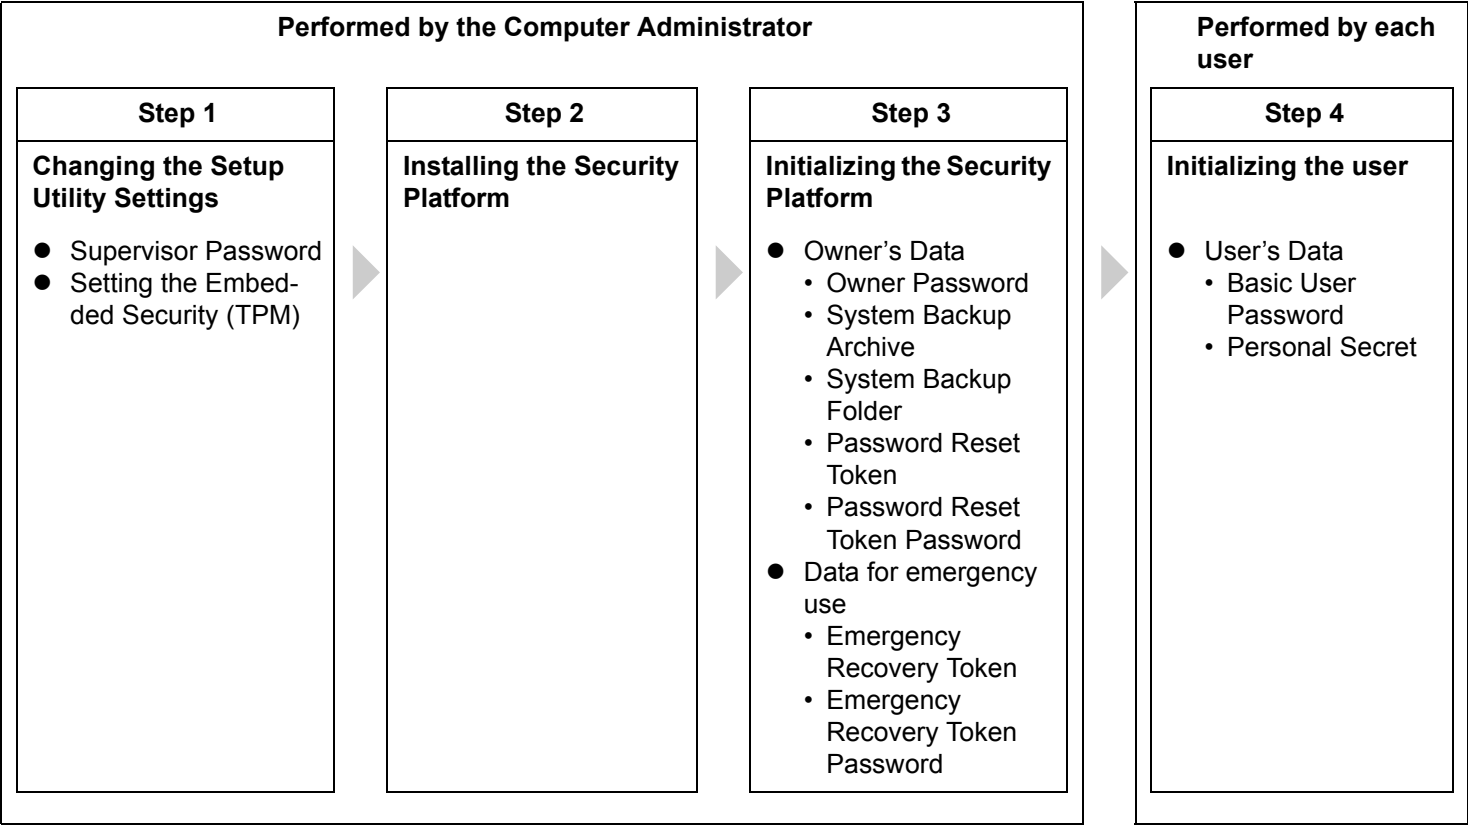 Performed by the Computer Administrator
Step 1
Changing the Setup
Utility Settings
● Supervisor Password
● Setting the Embed-
ded Security (TPM)
Step 2
Installing the Security
Platform
Step 3
Initializing the Security
Platform
● Owner’s Data
• Owner Password
• System Backup
Archive
• System Backup
Folder
• Password Reset
Token
• Password Reset
Token Password
● Data for emergency
use
• Emergency
Recovery Token
• Emergency
Recovery Token
Password
Performed by each
user
Step 4
Initializing the user
● User’s Data
• Basic User
Password
• Personal Secret